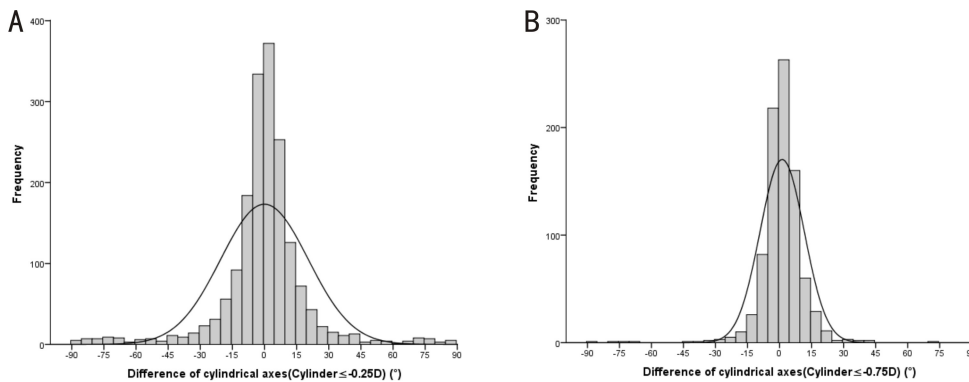 A
400
300
200
100
0
Frequency
-90 -75 -60 -45 -30 -15 0 15 30 45 60 75 90
Difference of cylindrical axes(Cylinder≤-0.25D) (°)
B
300
200
100
0
Frequency
-90 -75 -60 -45 -30 -15 0 15 30 45 60 75 90
Difference of cylindrical axes(Cylinder≤-0.75D) (°)